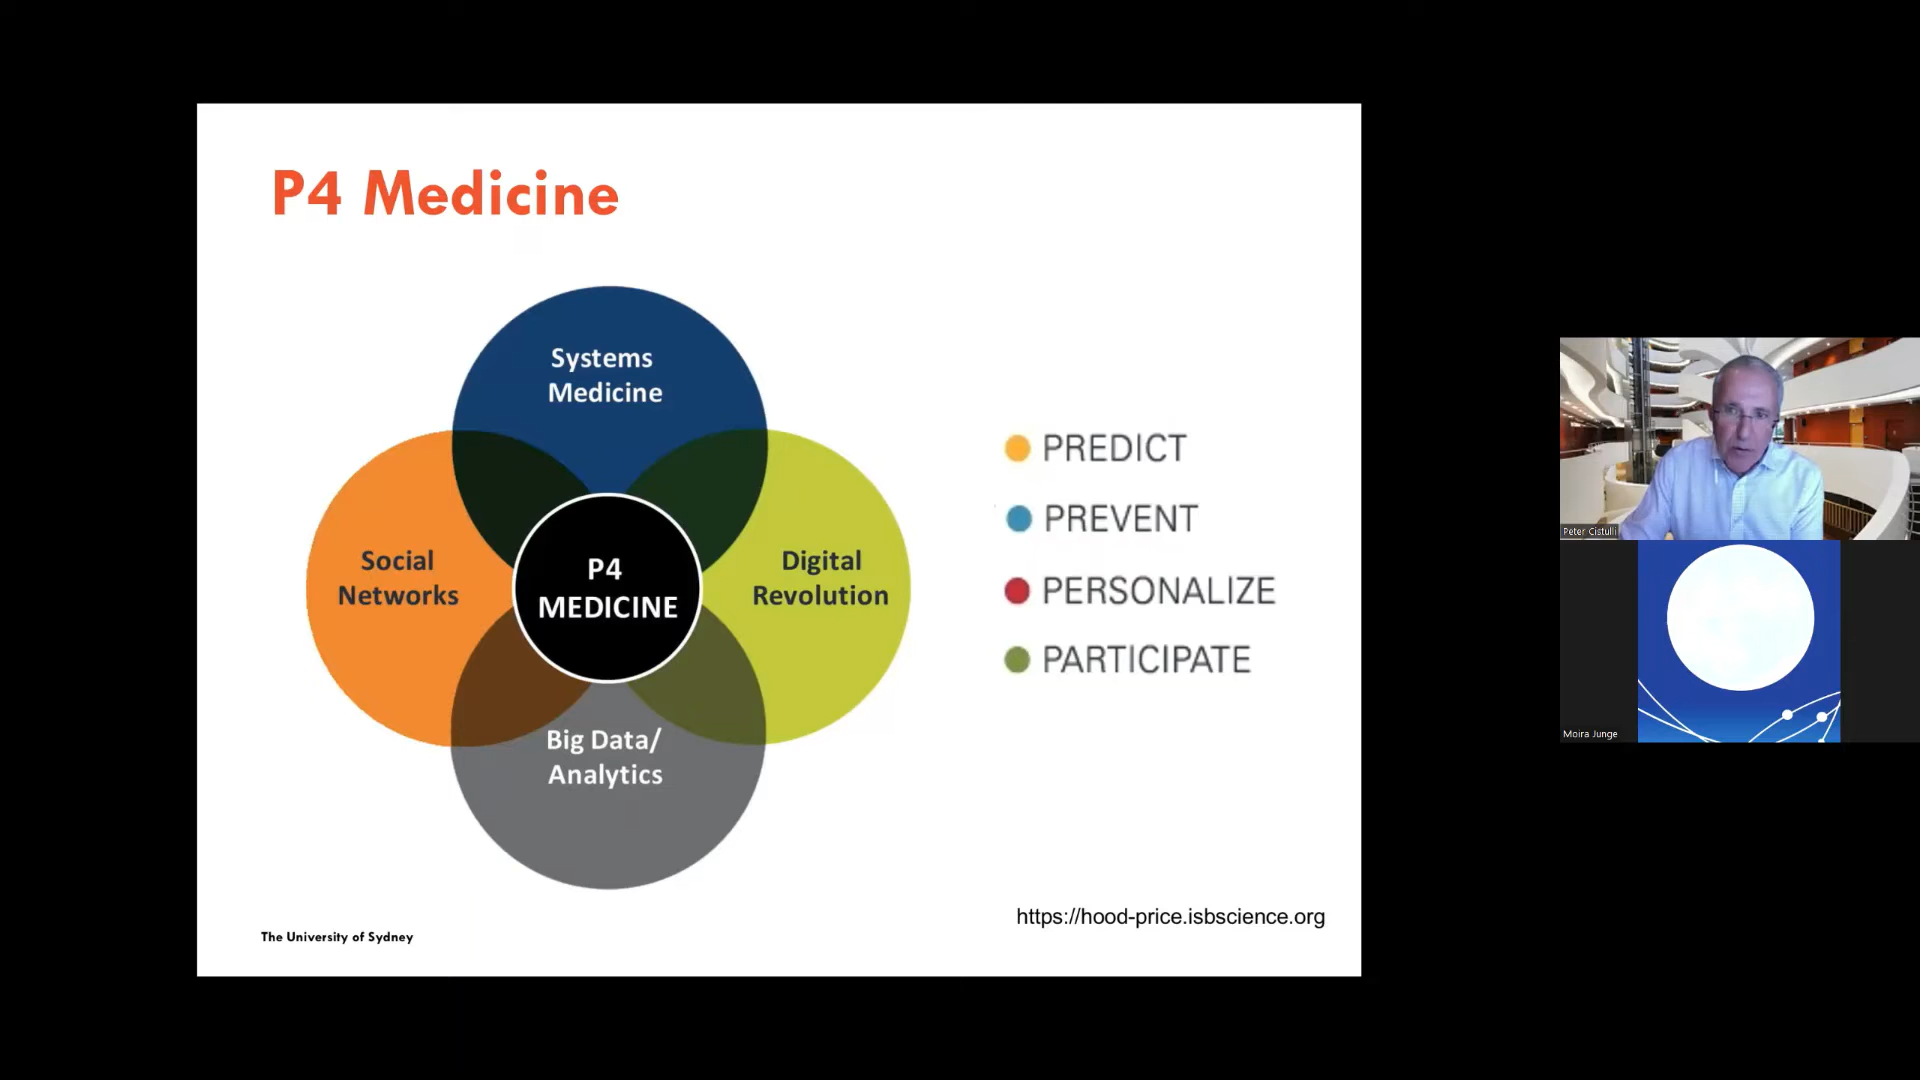 P4 Medicine
Systems
Medicine
Social
Networks
P4
MEDICINE
Digital
Revolution
Big Data/
Analytics
PREDICT
PREVENT
PERSONALIZE
PARTICIPATE
https://hood-price.isbscience.org
The University of Sydney
Peter Cistulli
Moira Junge